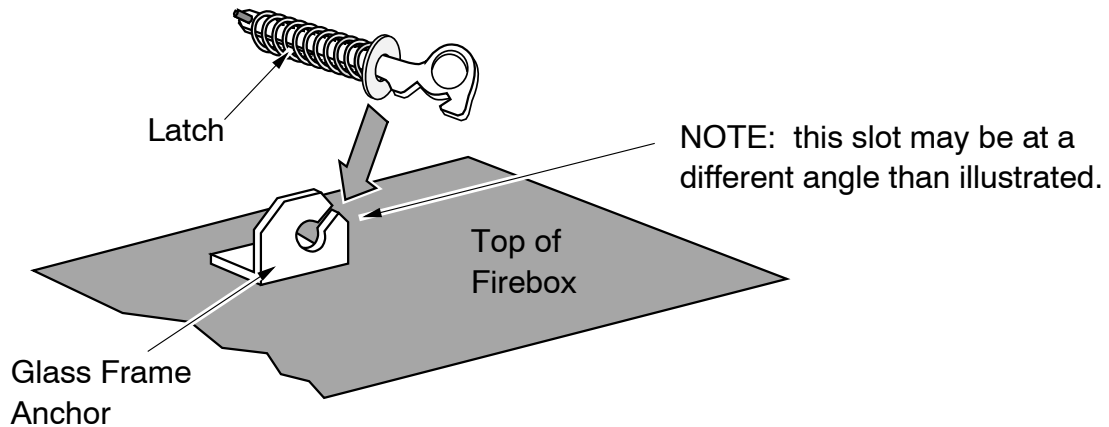 Latch
NOTE:  this slot may be at a
different angle than illustrated.
Top of
Firebox
Glass Frame
Anchor